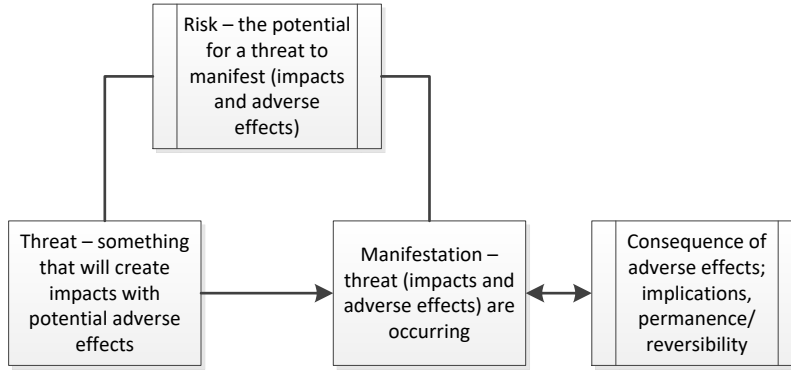 Risk – the potential
for a threat to
manifest (impacts
and adverse
effects)
Threat – something
that will create
impacts with
potential adverse
effects
Manifestation –
threat (impacts and
adverse effects) are
occurring
Consequence of
adverse effects;
implications,
permanence/
reversibility